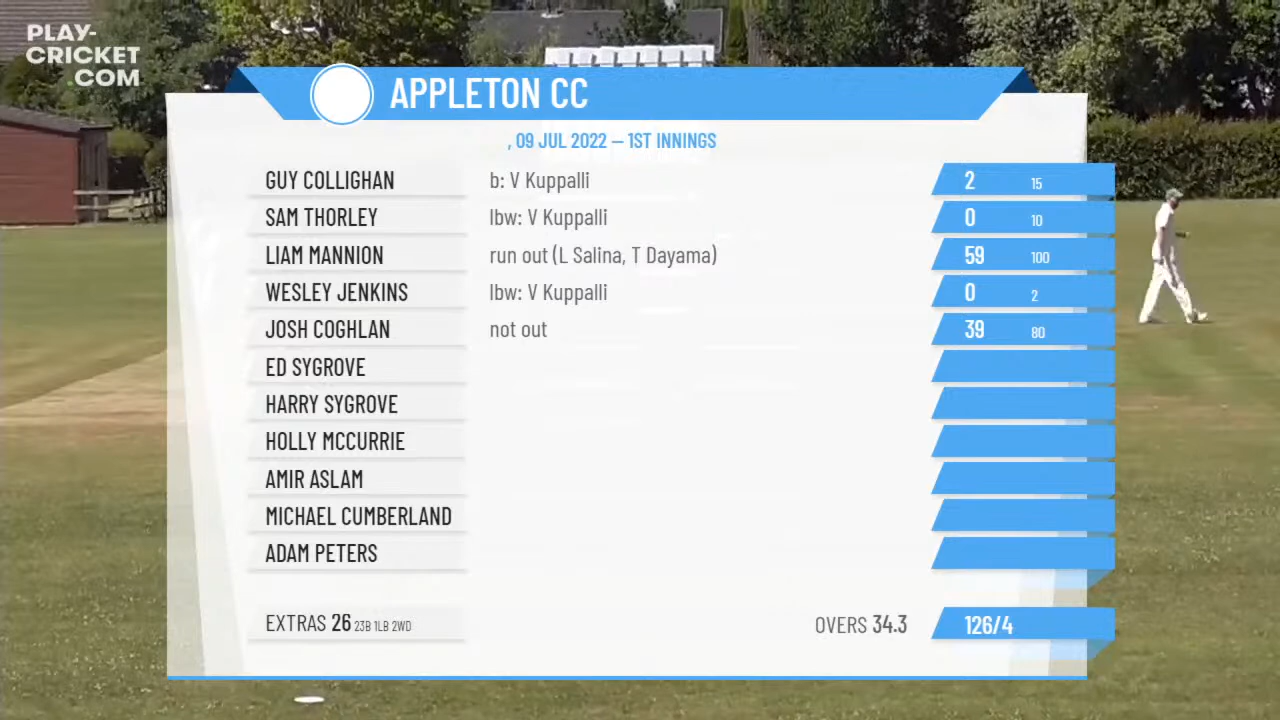 PLAY-
CRICKET
.COM
APPLETON CC
, 09 JUL 2022 – 1ST INNINGS
GUY COLLIGHAN b: V Kuppalli 2 15
SAM THORLEY lbw: V Kuppalli 0 10
LIAM MANNION run out (L Salina, T Dayama) 59 100
WESLEY JENKINS lbw: V Kuppalli 0 2
JOSH COGHLAN not out 39 80
ED SYGROVE
HARRY SYGROVE
HOLLY MCCURRIE
AMIR ASLAM
MICHAEL CUMBERLAND
ADAM PETERS
EXTRAS 26 23B 1LB 2WD OVERS 34.3 126/4